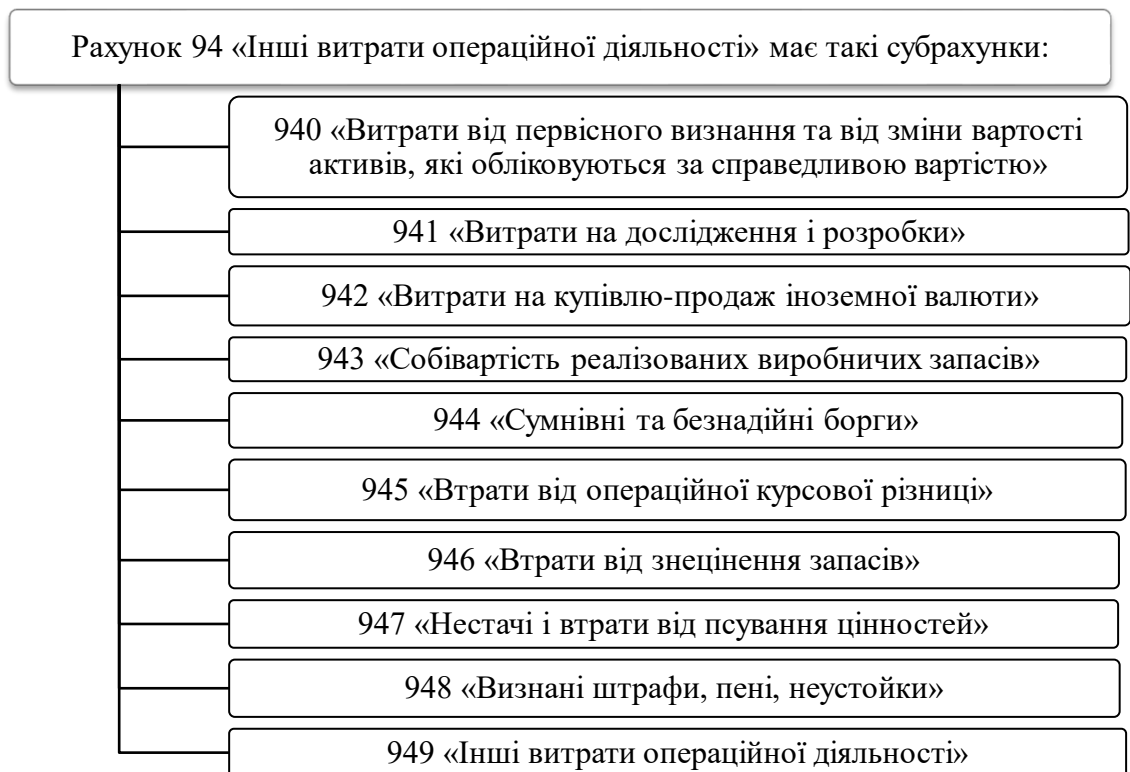 Рахунок 94 «Інші витрати операційної діяльності» має такі субрахунки:
940 «Витрати від первісного визнання та від зміни вартості
активів, які обліковуються за справедливою вартістю»
941 «Витрати на дослідження і розробки»
942 «Витрати на купівлю-продаж іноземної валюти»
943 «Собівартість реалізованих виробничих запасів»
944 «Сумнівні та безнадійні борги»
945 «Втрати від операційної курсової різниці»
946 «Втрати від знецінення запасів»
947 «Нестачі і втрати від псування цінностей»
948 «Визнані штрафи, пені, неустойки»
949 «Інші витрати операційної діяльності»